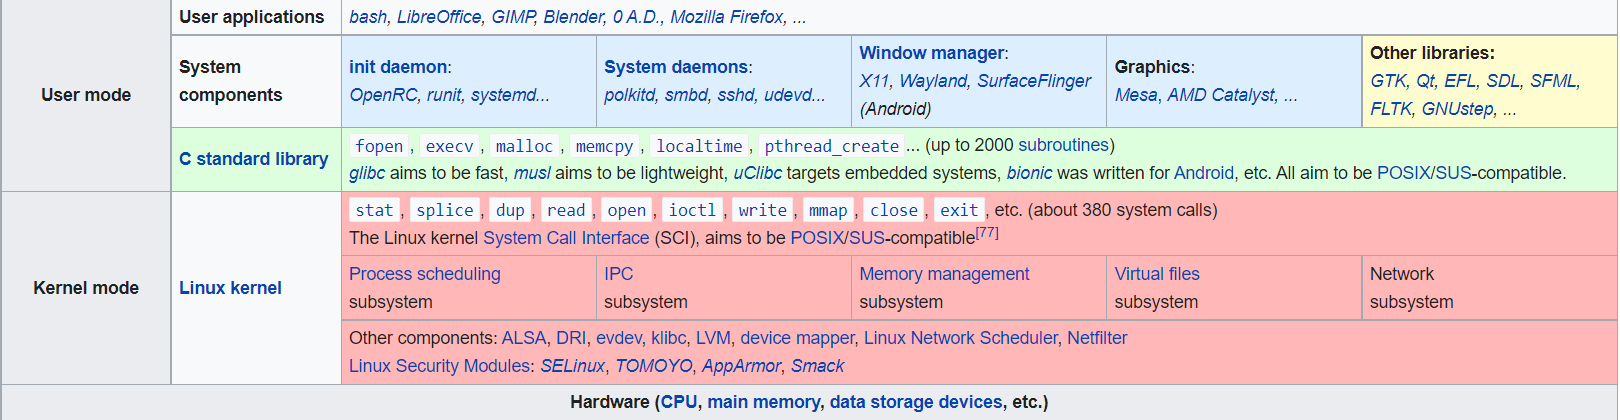 User mode
User applications
bash, LibreOffice, GIMP, Blender, 0 A.D., Mozilla Firefox, ...
System
components
init daemon:
OpenRC, runit, systemd...
System daemons:
polkitd, smbd, sshd, udevd...
Window manager:
X11, Wayland, SurfaceFlinger
(Android)
Graphics:
Mesa, AMD Catalyst, ...
Other libraries:
GTK, Qt, EFL, SDL, SFML,
FLTK, GNUstep, ...
C standard library
fopen, execv, malloc, memcpy, localtime, pthread_create ... (up to 2000 subroutines)
glibc aims to be fast, musl aims to be lightweight, uClibc targets embedded systems, bionic was written for Android, etc. All aim to be POSIX/SUS-compatible.
Kernel mode
Linux kernel
stat, splice, dup, read, open, ioctl, write, mmap, close, exit, etc. (about 380 system calls)
The Linux kernel System Call Interface (SCI), aims to be POSIX/SUS-compatible[77]
Process scheduling
subsystem
IPC
subsystem
Memory management
subsystem
Virtual files
subsystem
Network
subsystem
Other components: ALSA, DRI, evdev, klibc, LVM, device mapper, Linux Network Scheduler, Netfilter
Linux Security Modules: SELinux, TOMOYO, AppArmor, Smack
Hardware (CPU, main memory, data storage devices, etc.)